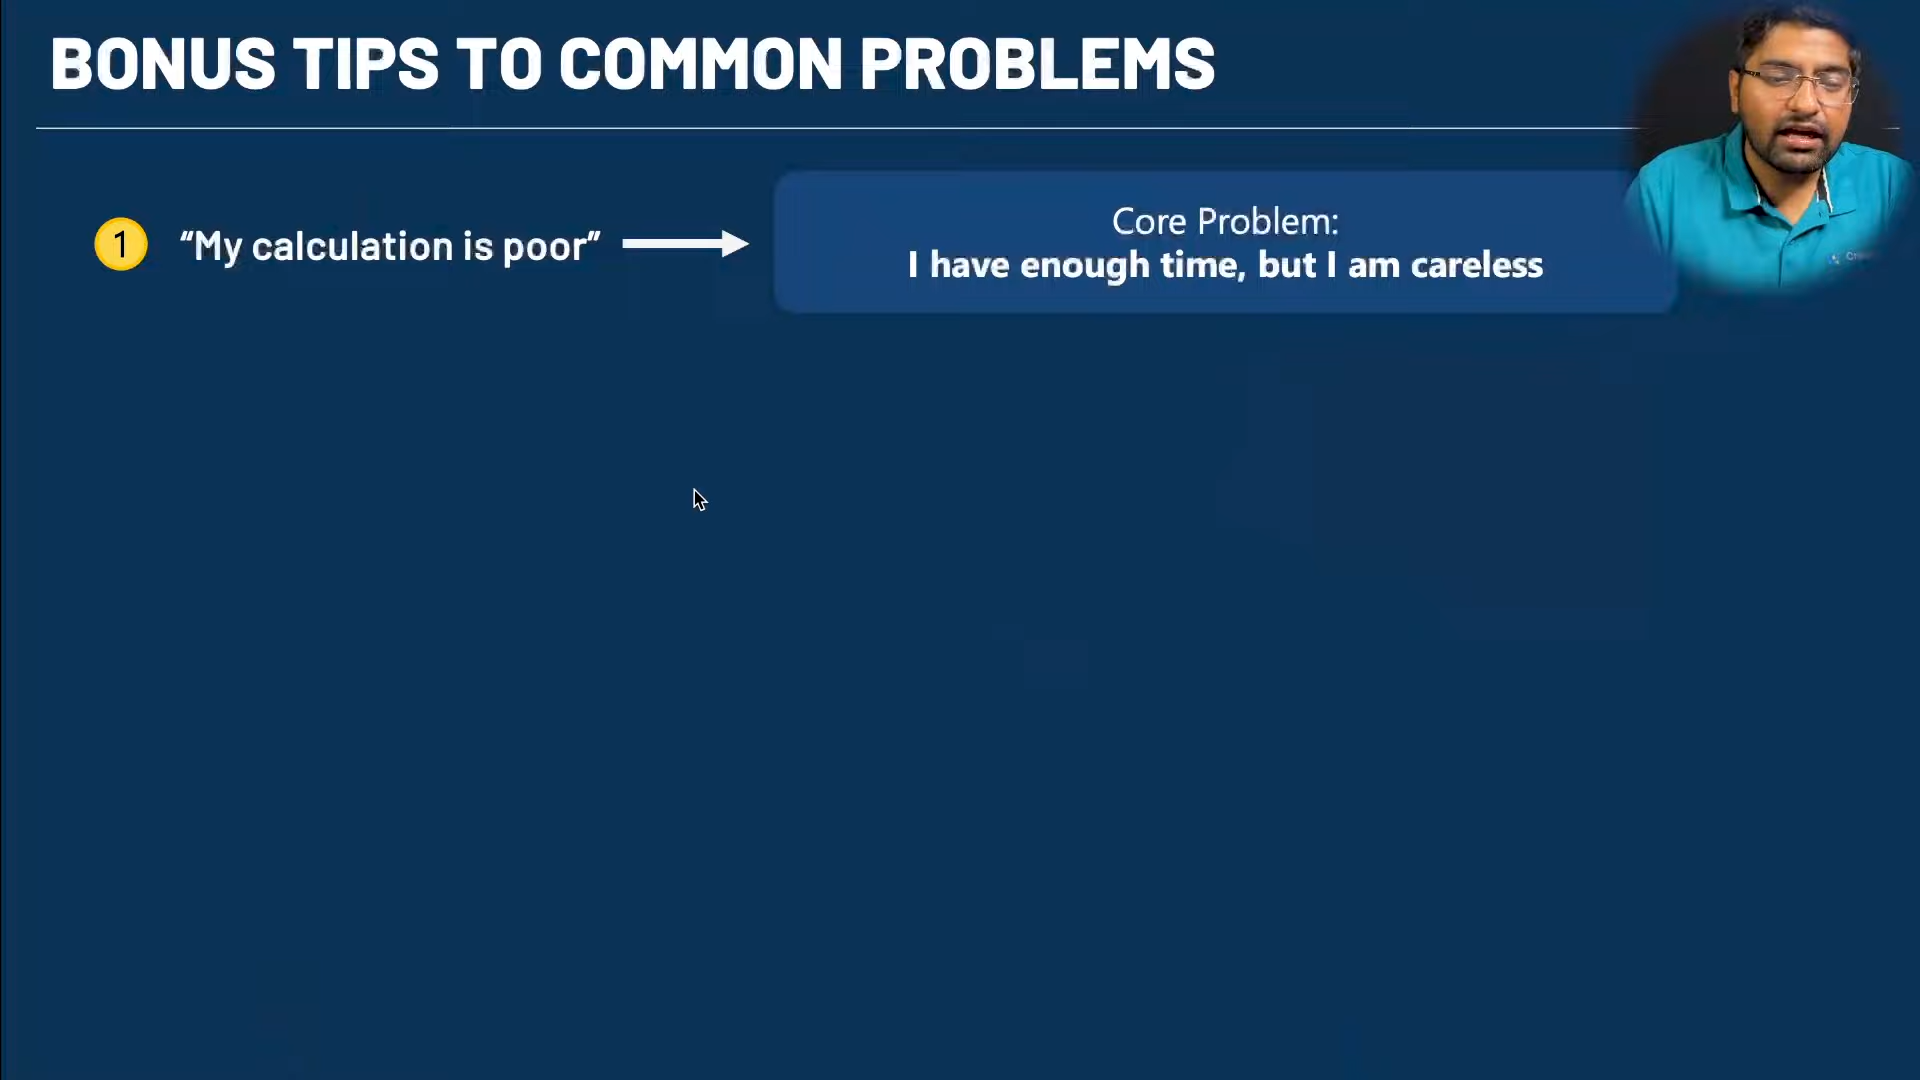 BONUS TIPS TO COMMON PROBLEMS
1 “My calculation is poor”
Core Problem:
I have enough time, but I am careless